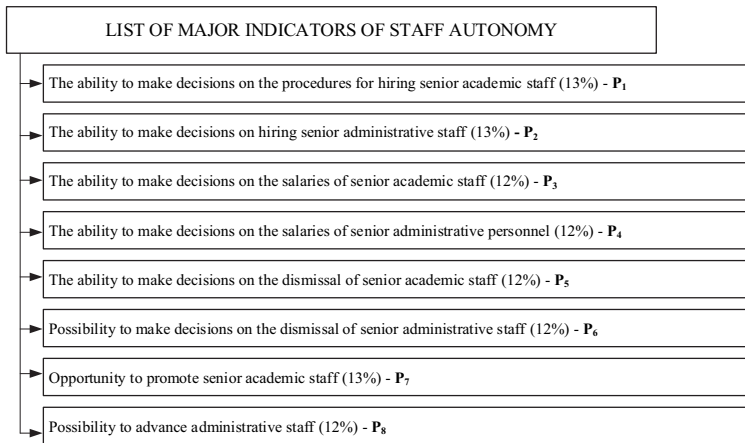 LIST OF MAJOR INDICATORS OF STAFF AUTONOMY
The ability to make decisions on the procedures for hiring senior academic staff (13%) - P₁
The ability to make decisions on hiring senior administrative staff (13%) - P₂
The ability to make decisions on the salaries of senior academic staff (12%) - P₃
The ability to make decisions on the salaries of senior administrative personnel (12%) - P₄
The ability to make decisions on the dismissal of senior academic staff (12%) - P₅
Possibility to make decisions on the dismissal of senior administrative staff (12%) - P₆
Opportunity to promote senior academic staff (13%) - P₇
Possibility to advance administrative staff (12%) - P₈